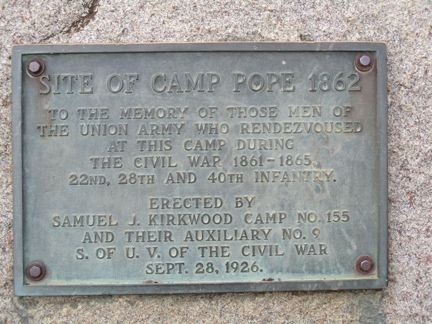 SITE OF CAMP POPE 1862
TO THE MEMORY OF THOSE MEN OF
THE UNION ARMY WHO RENDEZVOUSED
AT THIS CAMP DURING
THE CIVIL WAR 1861-1865.
22ND, 28TH AND 40TH INFANTRY.
ERECTED BY
SAMUEL J. KIRKWOOD CAMP NO. 155
AND THEIR AUXILIARY NO. 9
S. OF U. V. OF THE CIVIL WAR
SEPT. 28, 1926.